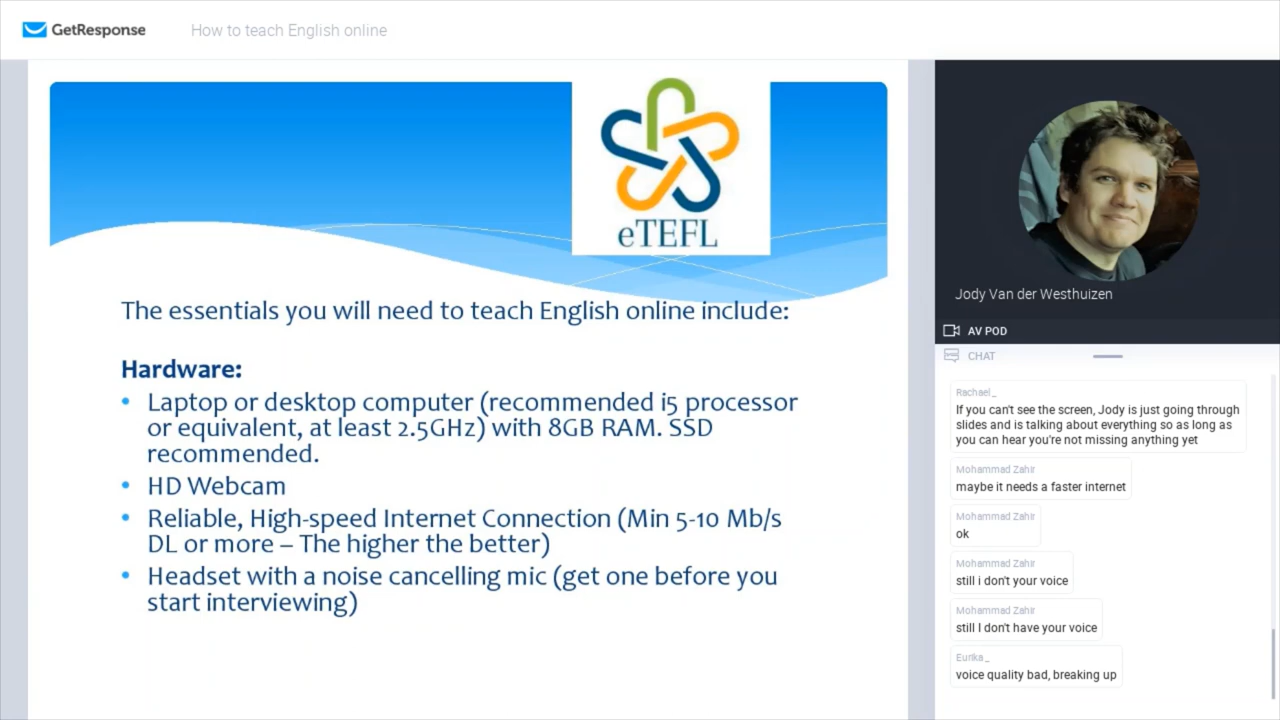 GetResponse
How to teach English online
eTEFL
The essentials you will need to teach English online include:
Hardware:
• Laptop or desktop computer (recommended i5 processor
or equivalent, at least 2.5GHz) with 8GB RAM. SSD
recommended.
• HD Webcam
• Reliable, High-speed Internet Connection (Min 5-10 Mb/s
DL or more – The higher the better)
• Headset with a noise cancelling mic (get one before you
start interviewing)
Jody Van der Westhuizen
AV POD
CHAT
Rachael_
If you can't see the screen, Jody is just going through
slides and is talking about everything so as long as
you can hear you're not missing anything yet
Mohammad Zahir
maybe it needs a faster internet
Mohammad Zahir
ok
Mohammad Zahir
still i don't your voice
Mohammad Zahir
still I don't have your voice
Eurika_
voice quality bad, breaking up